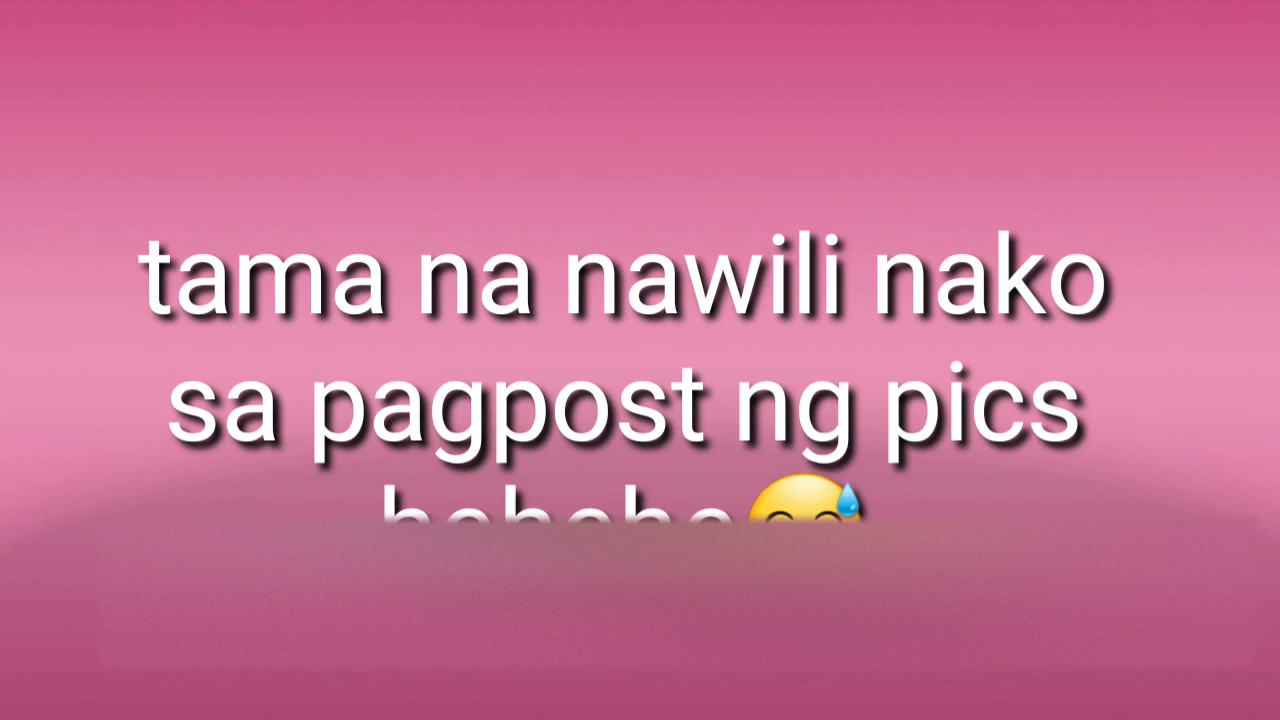 tama na nawili nako
sa pagpost ng pics
😅